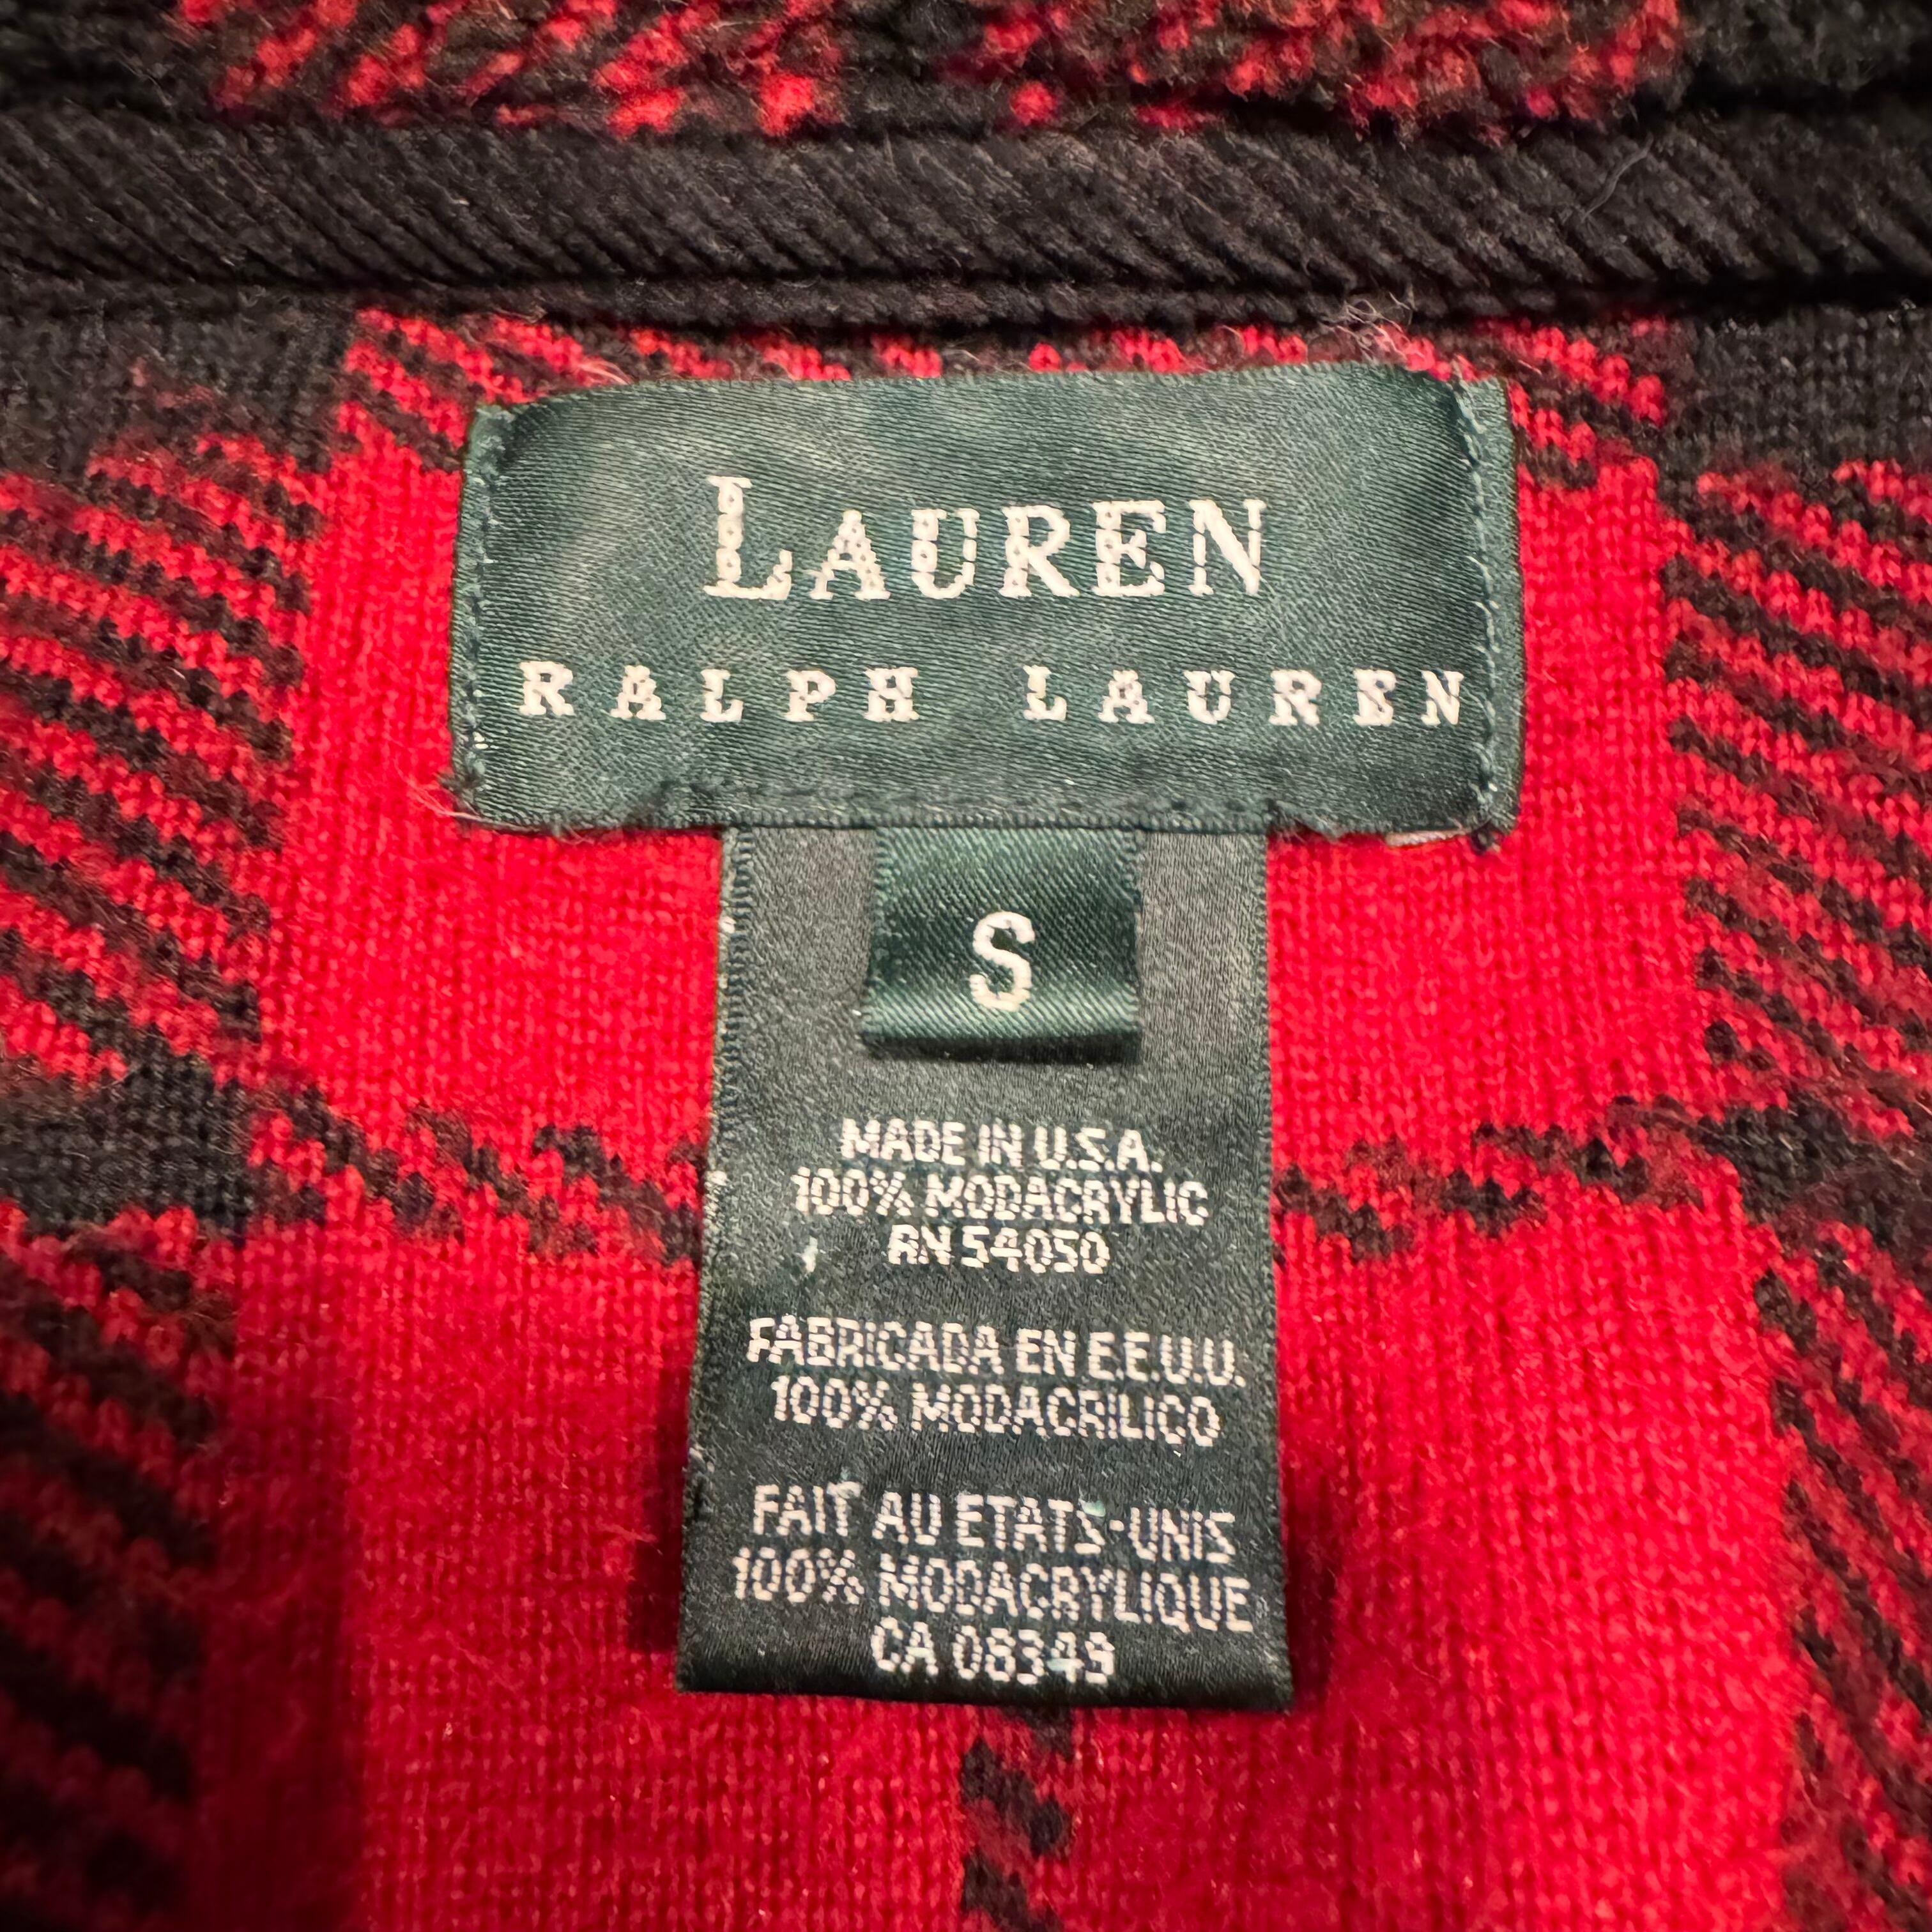 LAUREN
RALPH LAUREN
S
MADE IN U.S.A.
100% MODACRYLIC
RN 54050
FABRICADA EN E.E.U.U.
100% MODACRILICO
FAIT AU ETATS-UNIS
100% MODACRYLIQUE
CA 08349